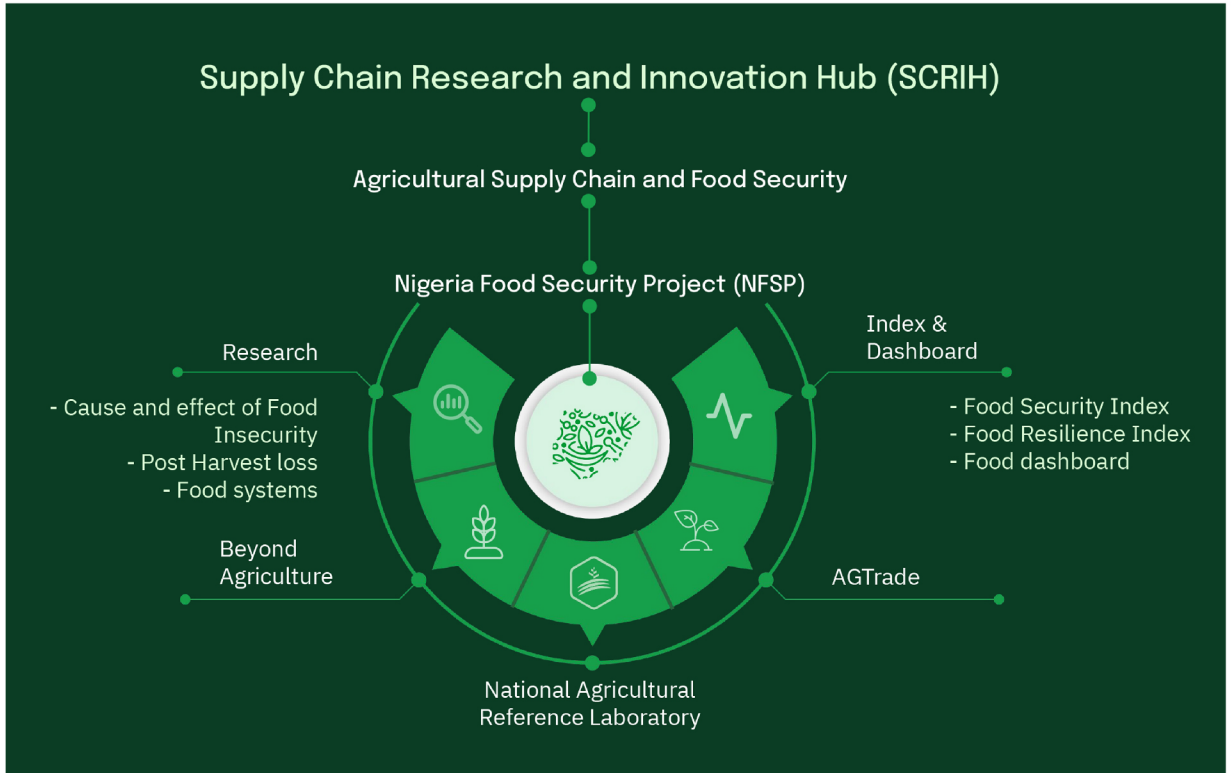 Supply Chain Research and Innovation Hub (SCRIH)
Agricultural Supply Chain and Food Security
Nigeria Food Security Project (NFSP)
Research
- Cause and effect of Food
Insecurity
- Post Harvest loss
- Food systems
Index &
Dashboard
- Food Security Index
- Food Resilience Index
- Food dashboard
Beyond
Agriculture
AGTrade
National Agricultural
Reference Laboratory